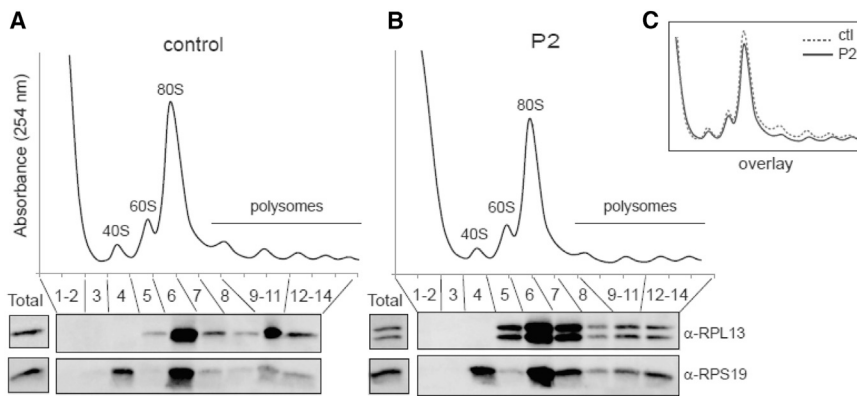 A
control
Absorbance (254 nm)
40S
60S
80S
polysomes
Total
1-2 3 4 5 6 7 8 9-11 12-14
B
P2
40S
60S
80S
polysomes
Total
1-2 3 4 5 6 7 8 9-11 12-14
α-RPL13
α-RPS19
C
ctl
P2
overlay